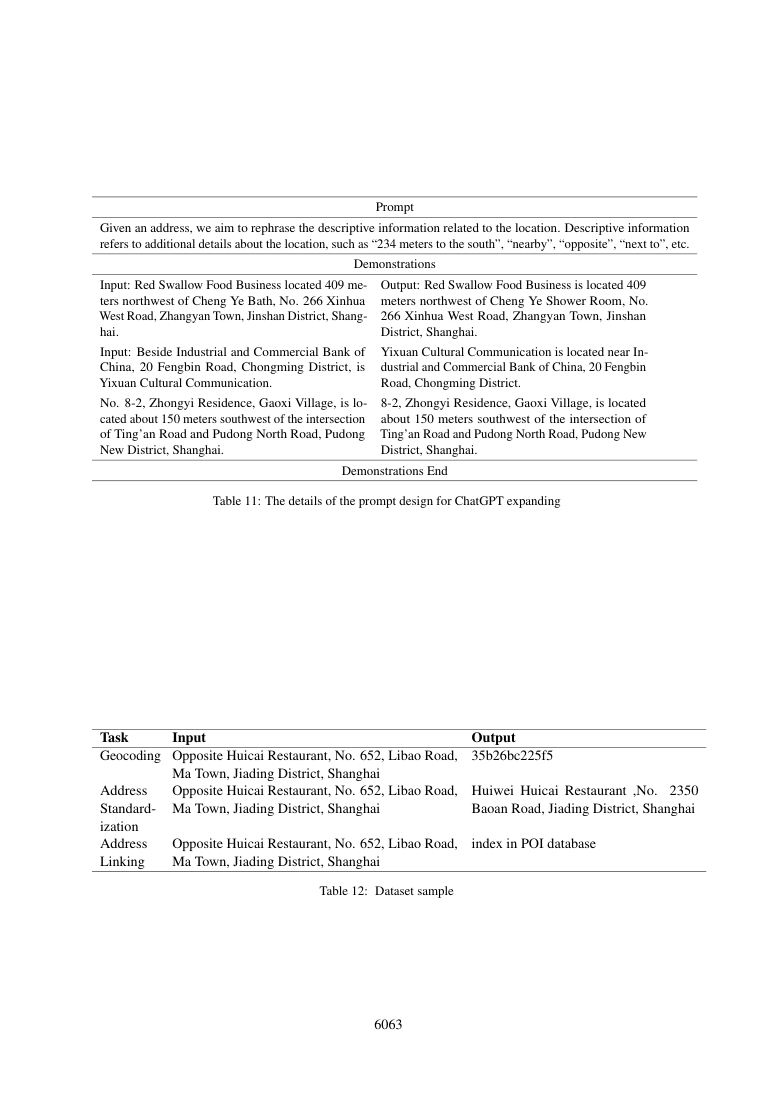 Prompt
Given an address, we aim to rephrase the descriptive information related to the location. Descriptive information
refers to additional details about the location, such as “234 meters to the south”, “nearby”, “opposite”, “next to”, etc.
Demonstrations
Input: Red Swallow Food Business located 409 me-
ters northwest of Cheng Ye Bath, No. 266 Xinhua
West Road, Zhangyan Town, Jinshan District, Shang-
hai.
Output: Red Swallow Food Business is located 409
meters northwest of Cheng Ye Shower Room, No.
266 Xinhua West Road, Zhangyan Town, Jinshan
District, Shanghai.
Input: Beside Industrial and Commercial Bank of
China, 20 Fengbin Road, Chongming District, is
Yixuan Cultural Communication.
Yixuan Cultural Communication is located near In-
dustrial and Commercial Bank of China, 20 Fengbin
Road, Chongming District.
No. 8-2, Zhongyi Residence, Gaoxi Village, is lo-
cated about 150 meters southwest of the intersection
of Ting’an Road and Pudong North Road, Pudong
New District, Shanghai.
8-2, Zhongyi Residence, Gaoxi Village, is located
about 150 meters southwest of the intersection of
Ting’an Road and Pudong North Road, Pudong New
District, Shanghai.
Demonstrations End
Table 11: The details of the prompt design for ChatGPT expanding
Task Input Output
Geocoding Opposite Huicai Restaurant, No. 652, Libao Road, 35b26bc225f5
Ma Town, Jiading District, Shanghai
Address Opposite Huicai Restaurant, No. 652, Libao Road, Huiwei Huicai Restaurant ,No. 2350
Standard- Ma Town, Jiading District, Shanghai Baoan Road, Jiading District, Shanghai
ization
Address Opposite Huicai Restaurant, No. 652, Libao Road, index in POI database
Linking Ma Town, Jiading District, Shanghai
Table 12: Dataset sample
6063